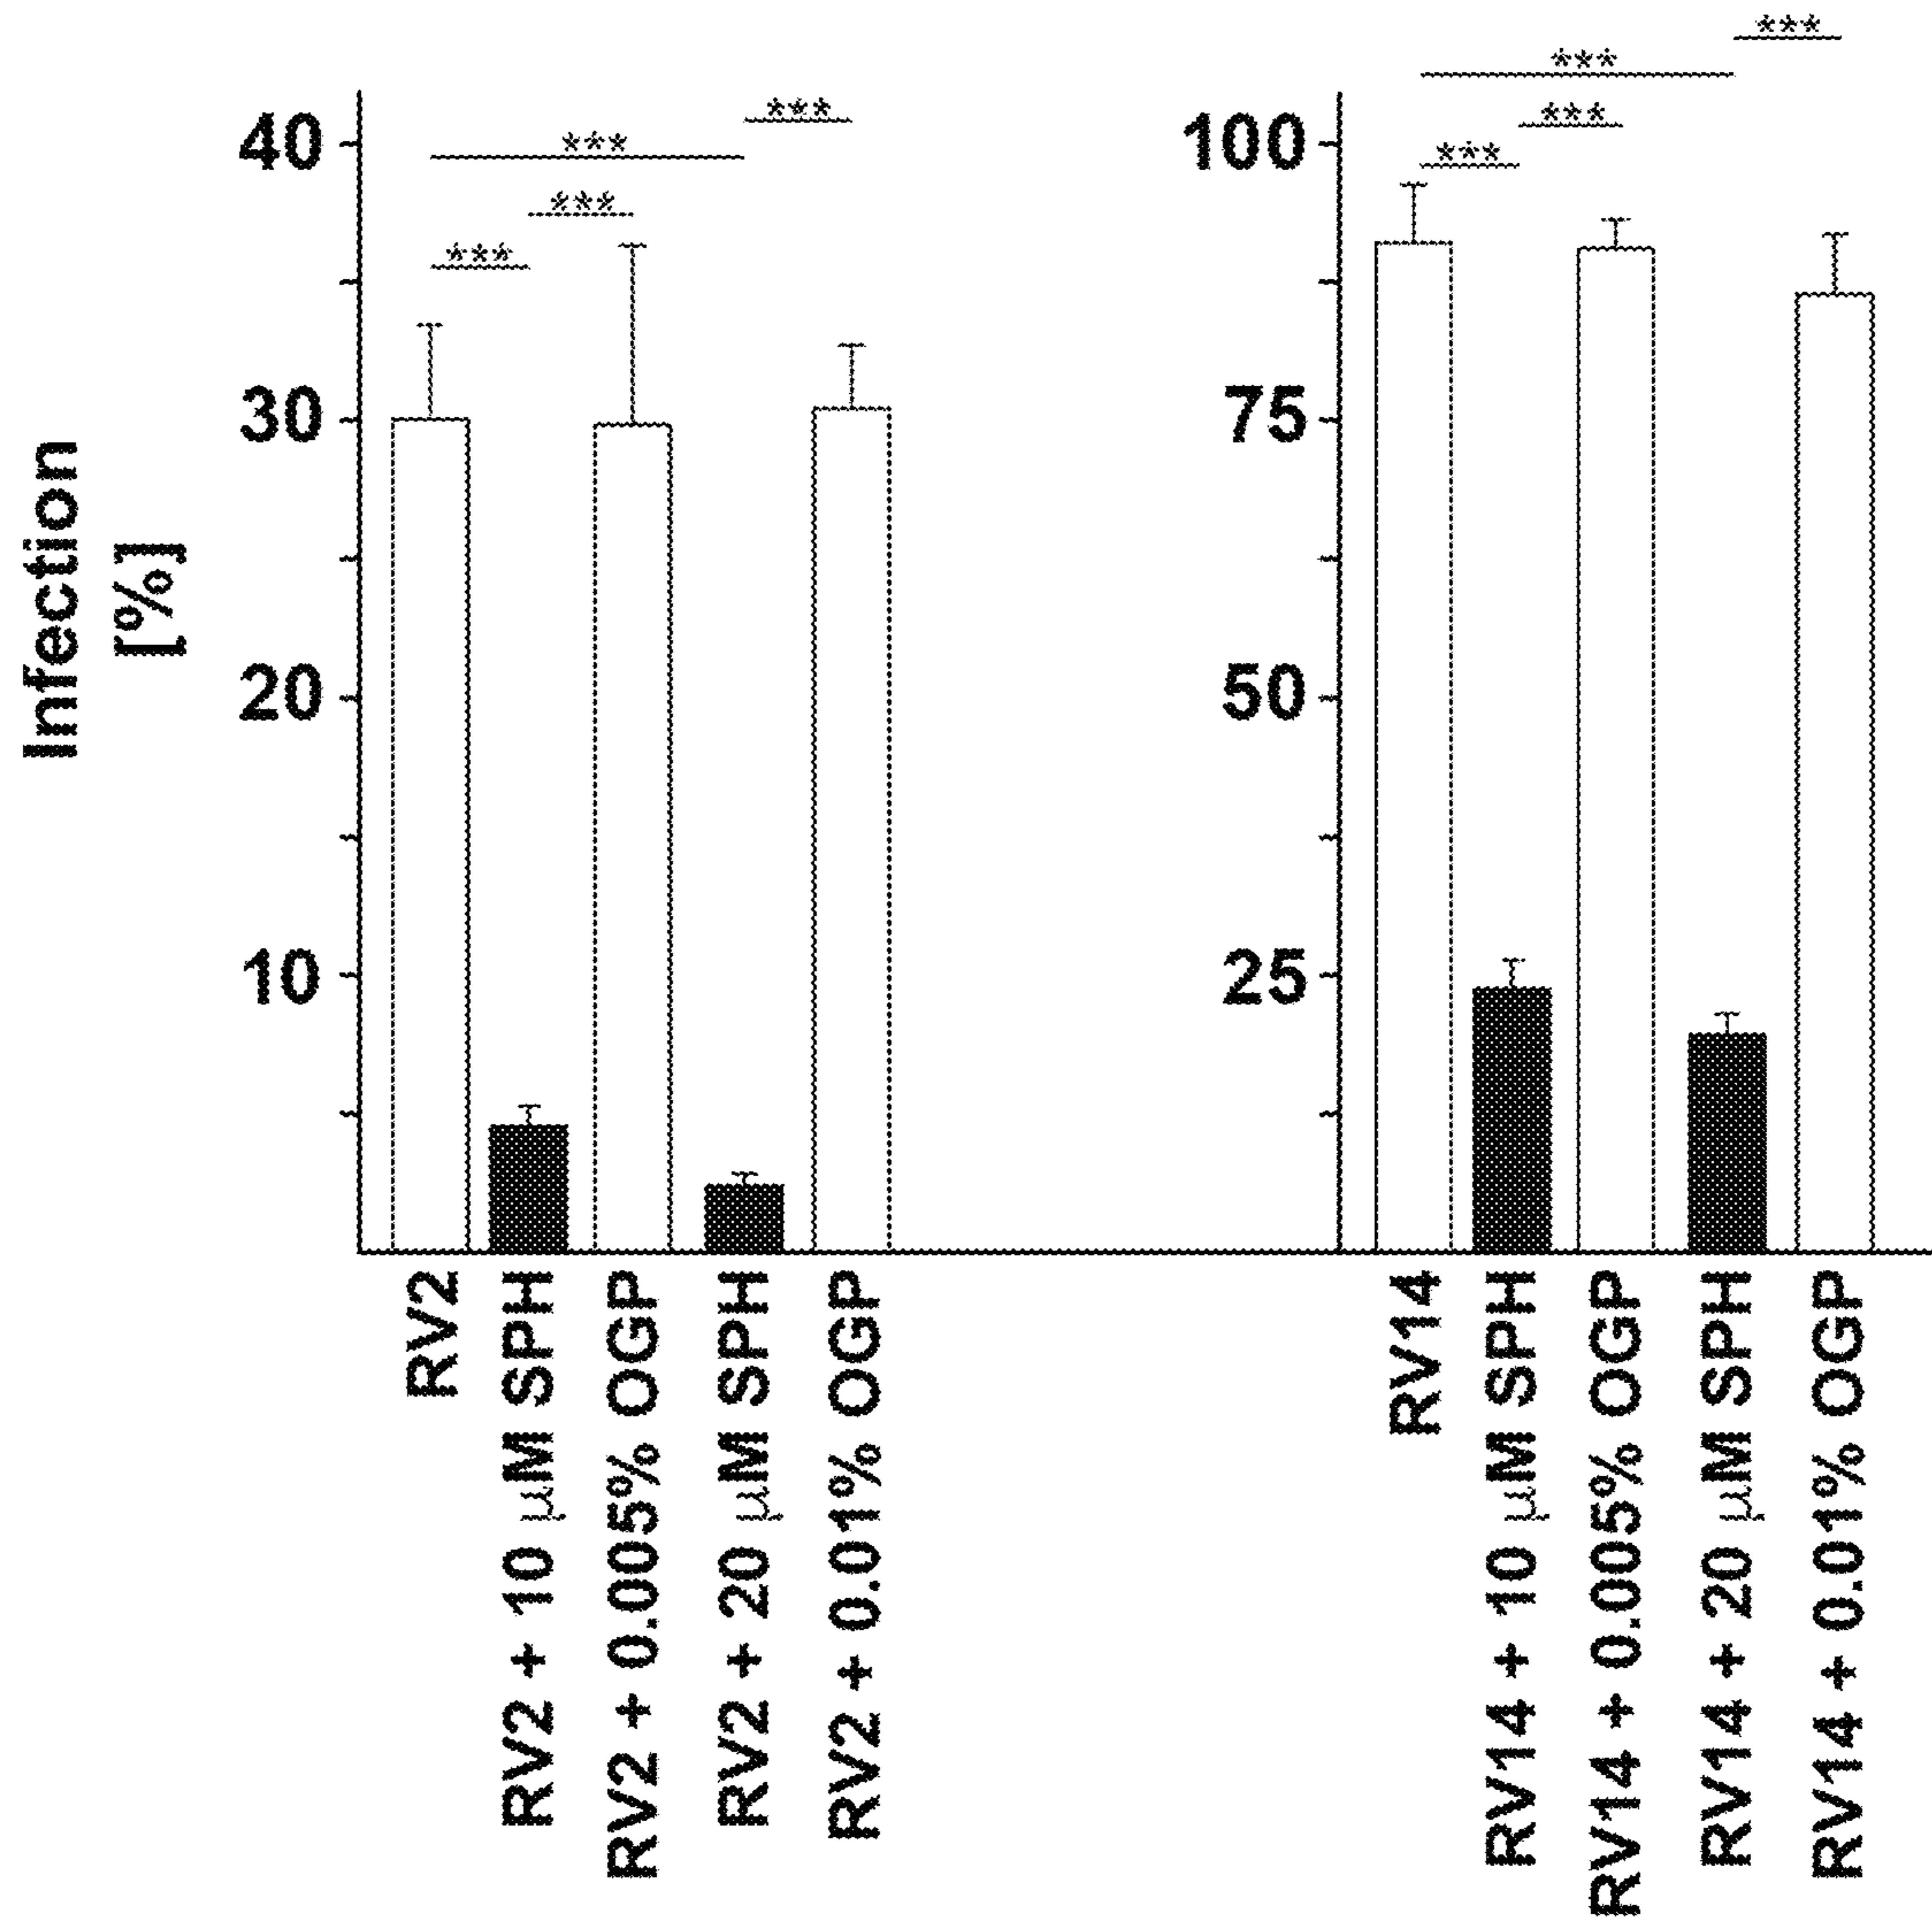 Infection
[%]
40
30
20
10
***
***
***
***
RV2
RV2 + 10 µM SPH
RV2 + 0.005% OGP
RV2 + 20 µM SPH
RV2 + 0.01% OGP
100
75
50
25
***
***
***
***
RV14
RV14 + 10 µM SPH
RV14 + 0.005% OGP
RV14 + 20 µM SPH
RV14 + 0.01% OGP